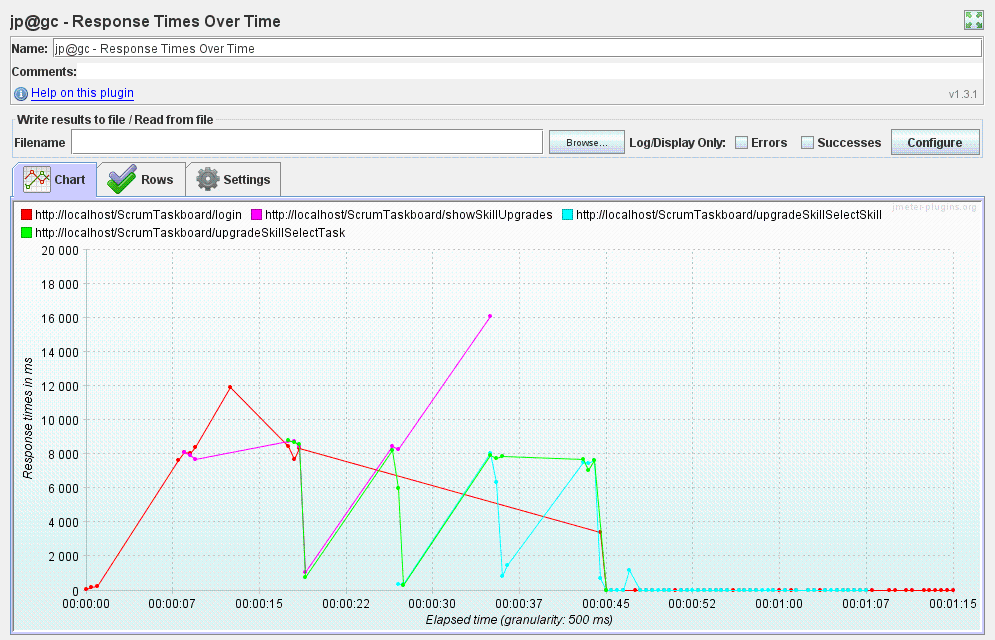 jp@gc - Response Times Over Time
Name: jp@gc - Response Times Over Time
Comments:
Help on this plugin
v1.3.1
Write results to file / Read from file
Filename Browse... Log/Display Only: Errors Successes Configure
Chart Rows Settings
http://localhost/ScrumTaskboard/login http://localhost/ScrumTaskboard/showSkillUpgrades http://localhost/ScrumTaskboard/upgradeSkillSelectSkill
jmeter-plugins.org
http://localhost/ScrumTaskboard/upgradeSkillSelectTask
20 000
18 000
16 000
14 000
12 000
10 000
8 000
6 000
4 000
2 000
0
Response times in ms
00:00:00 00:00:07 00:00:15 00:00:22 00:00:30 00:00:37 00:00:45 00:00:52 00:01:00 00:01:07 00:01:15
Elapsed time (granularity: 500 ms)